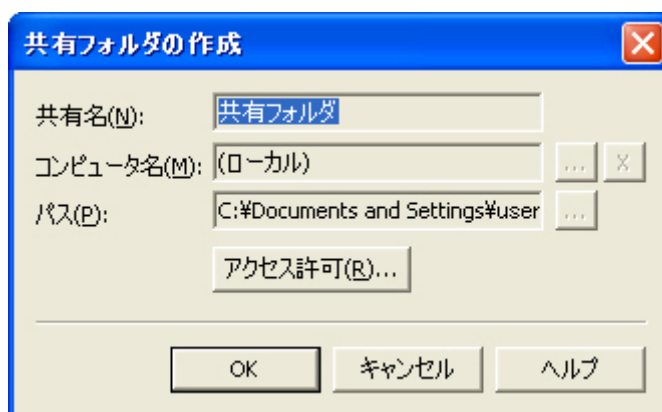 共有フォルダの作成
共有名(N): 共有フォルダ
コンピュータ名(M): (ローカル) ... X
パス(P): C:¥Documents and Settings¥user ...
アクセス許可(R)...
OK キャンセル ヘルプ